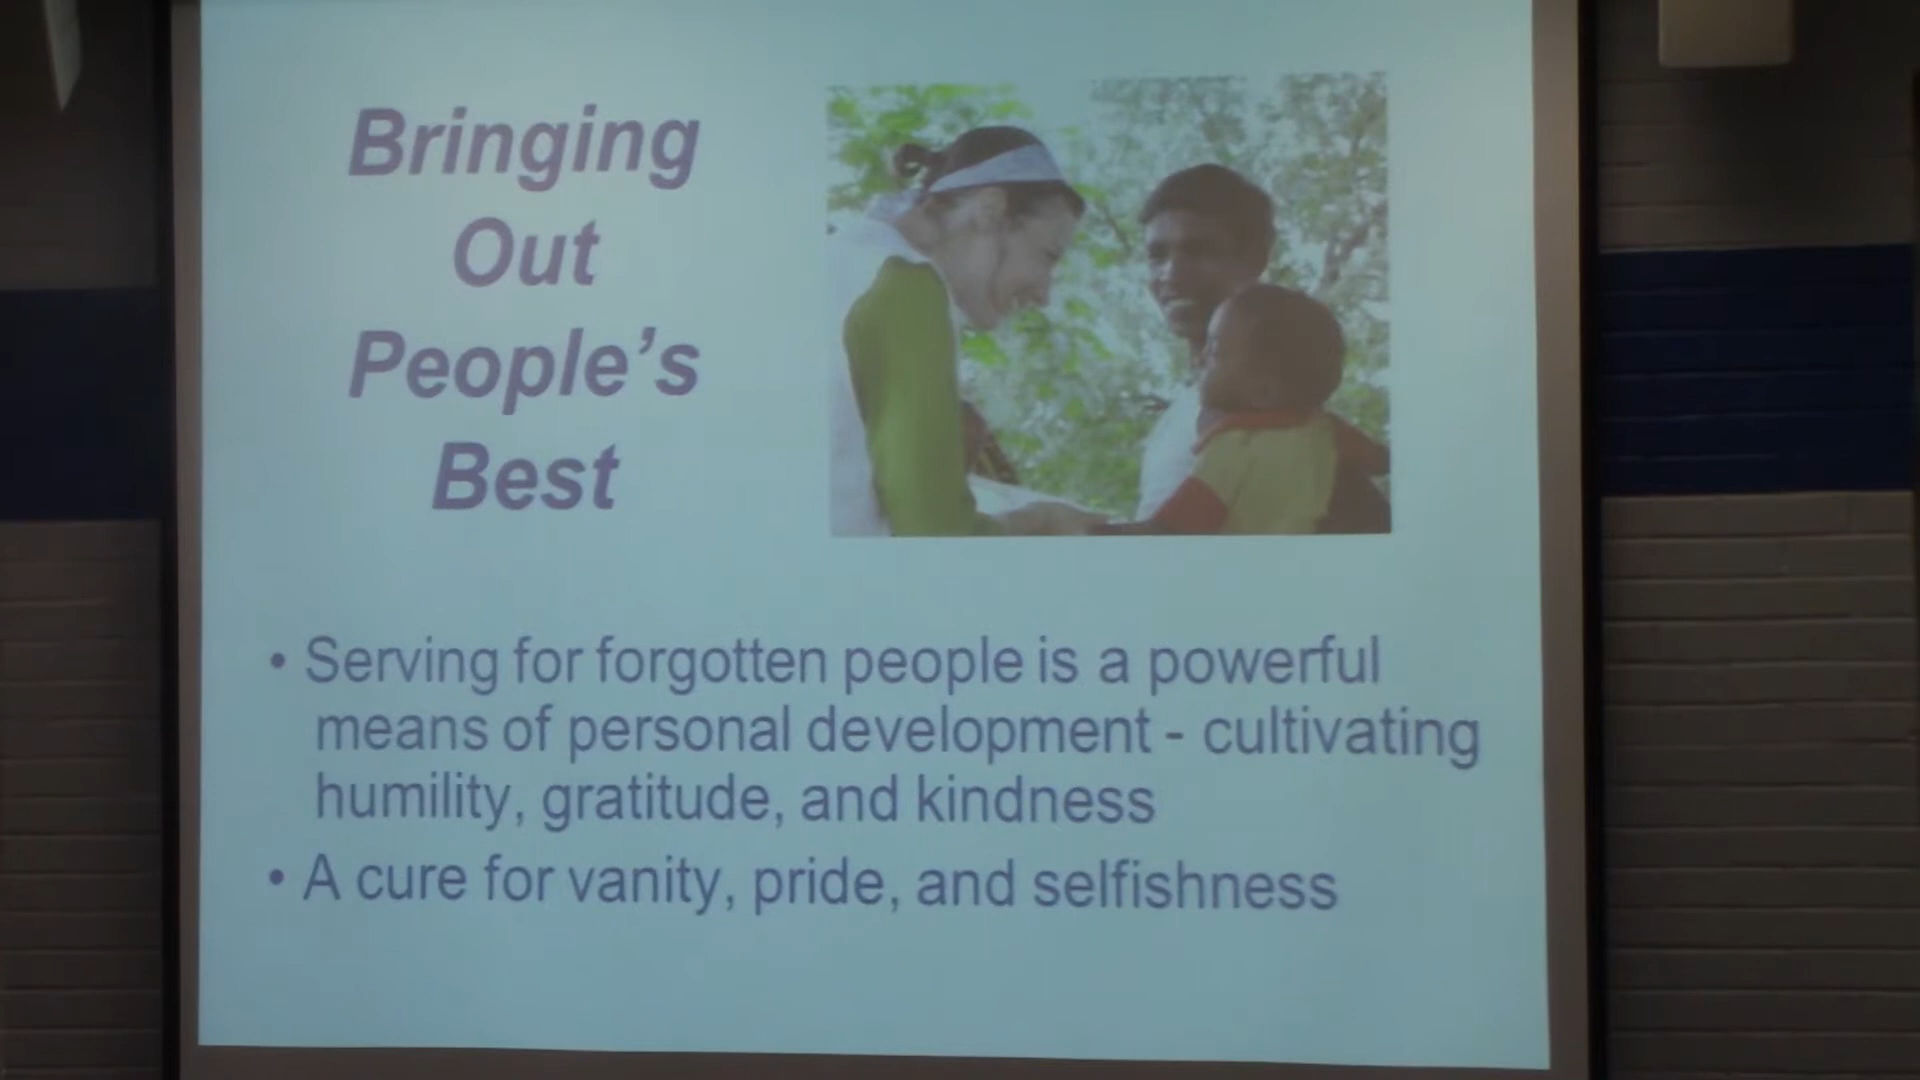 Bringing
Out
People's
Best
• Serving for forgotten people is a powerful
means of personal development - cultivating
humility, gratitude, and kindness
• A cure for vanity, pride, and selfishness